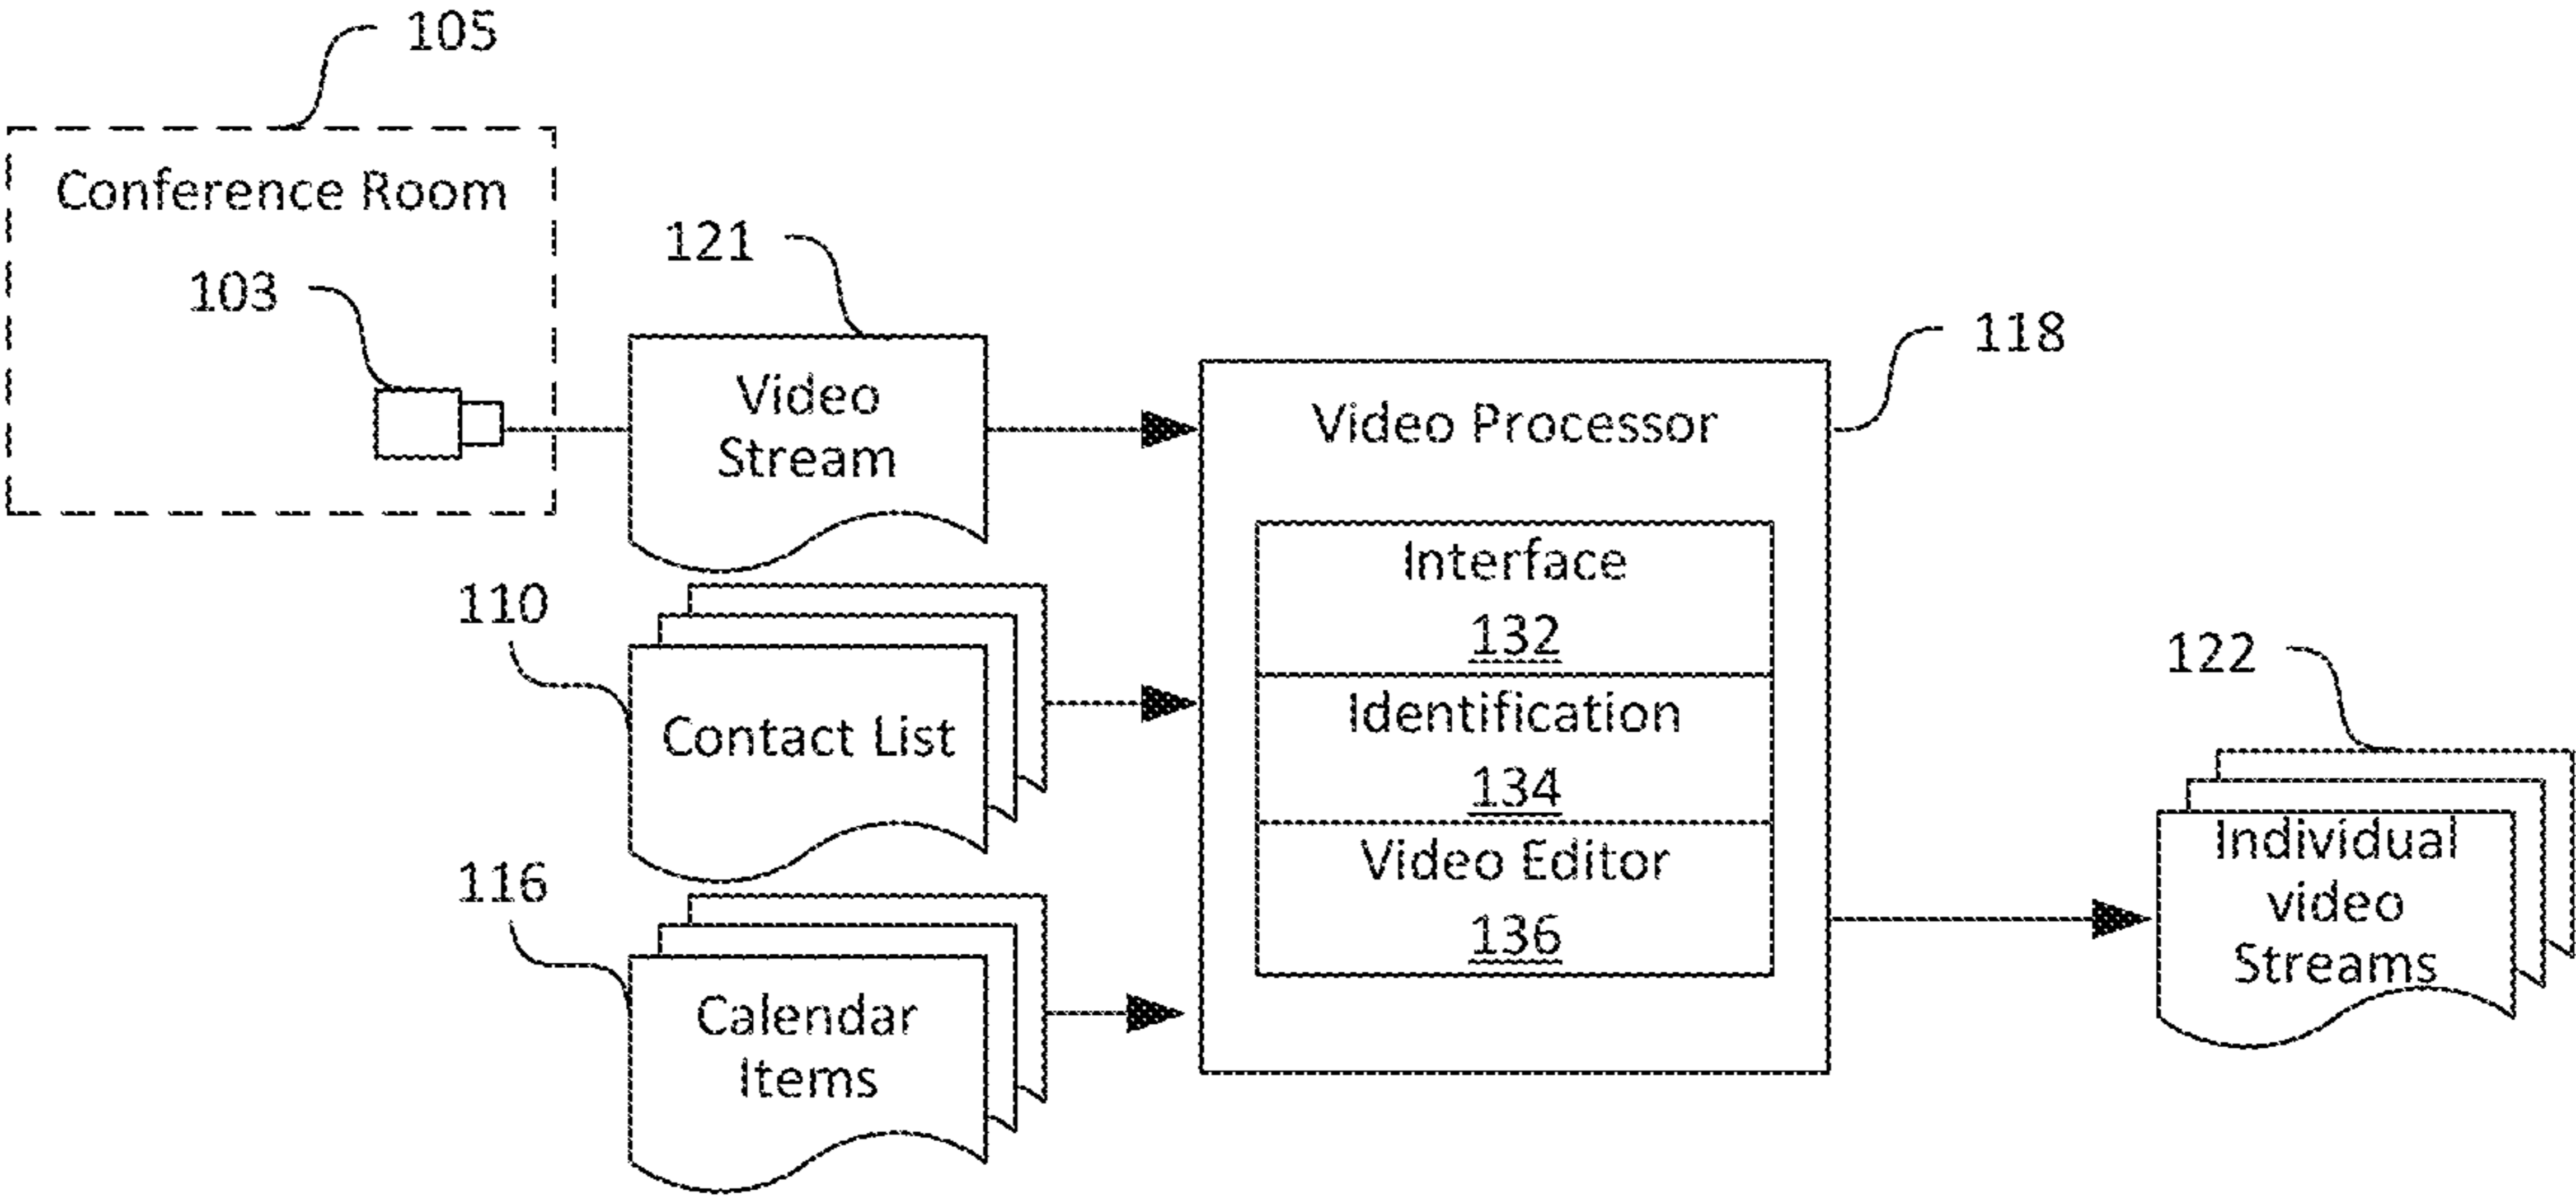 105
Conference Room
103
121
Video
Stream
118
Video Processor
Interface
132
Identification
134
Video Editor
136
110
Contact List
116
Calendar
Items
122
Individual
video
Streams